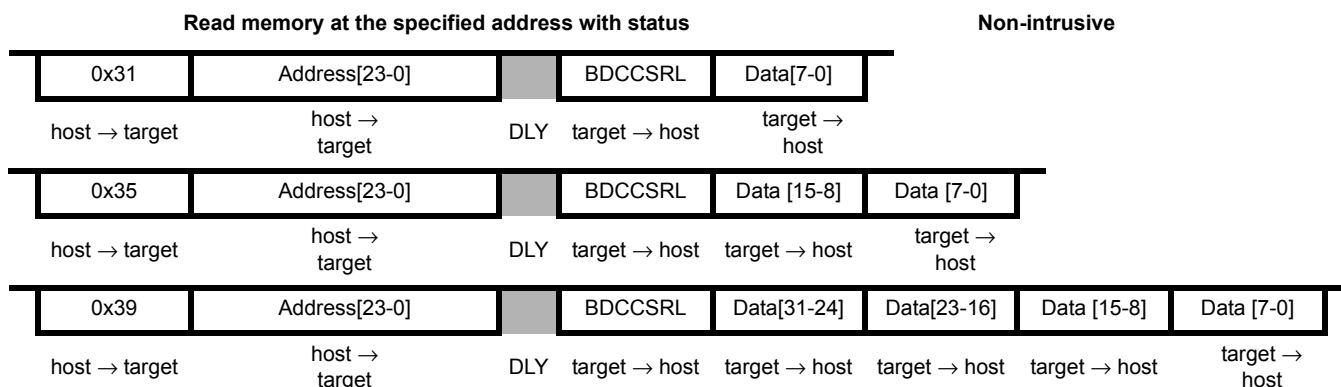 Read memory at the specified address with status Non-intrusive
0x31 Address[23-0] BDCCSRL Data[7-0]
host → target host → target DLY target → host target → host
0x35 Address[23-0] BDCCSRL Data [15-8] Data [7-0]
host → target host → target DLY target → host target → host target → host
0x39 Address[23-0] BDCCSRL Data[31-24] Data[23-16] Data [15-8] Data [7-0]
host → target host → target DLY target → host target → host target → host target → host target → host